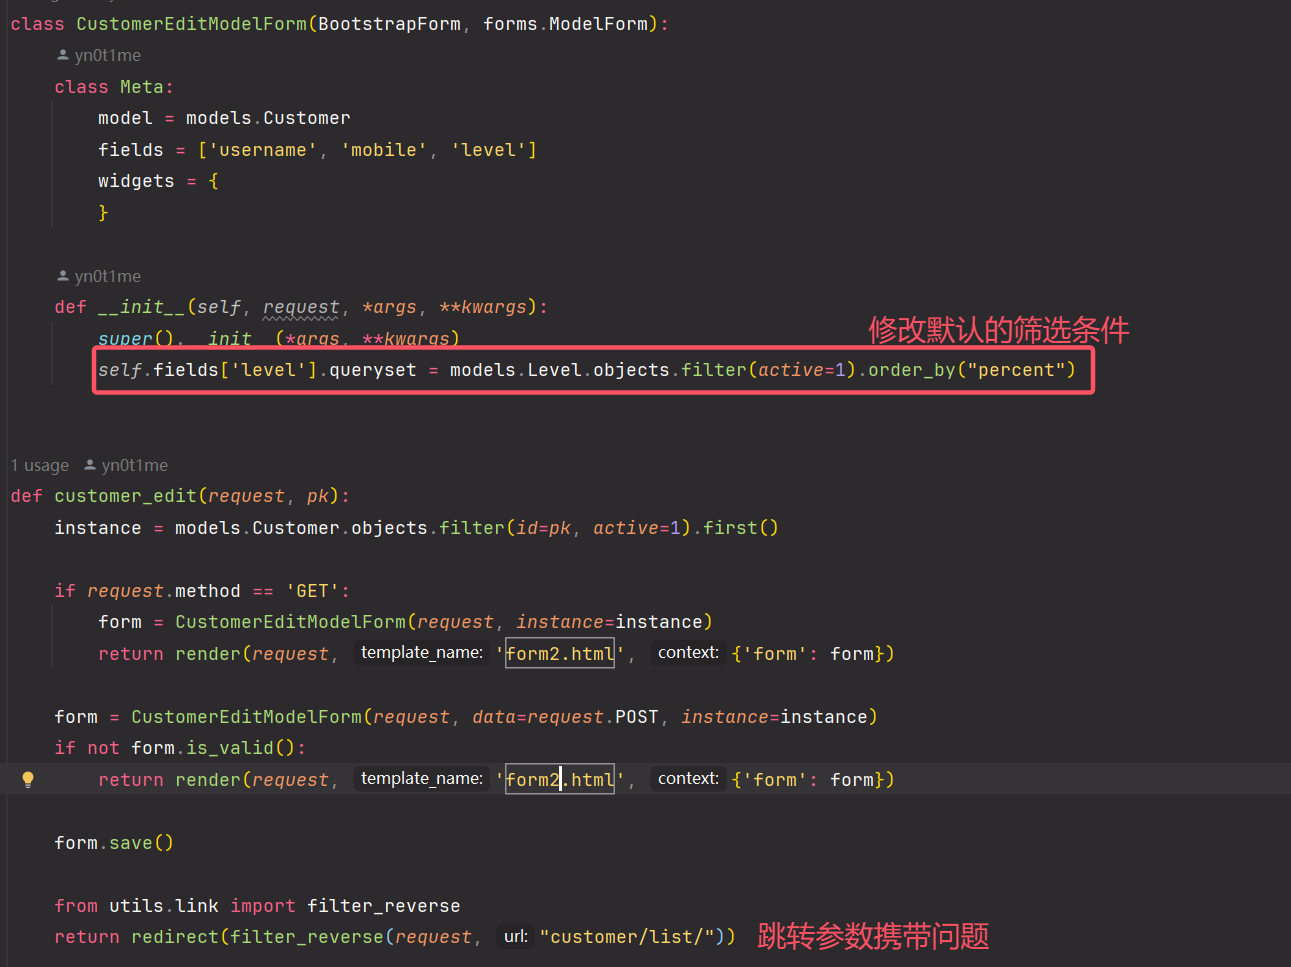 class CustomerEditModelForm(BootstrapForm, forms.ModelForm):
yn0t1me
class Meta:
model = models.Customer
fields = ['username', 'mobile', 'level']
widgets = {
}
yn0t1me
def __init__(self, request, *args, **kwargs):
super().__init__(*args, **kwargs)
修改默认的筛选条件
self.fields['level'].queryset = models.Level.objects.filter(active=1).order_by("percent")
1 usage yn0t1me
def customer_edit(request, pk):
instance = models.Customer.objects.filter(id=pk, active=1).first()
if request.method == 'GET':
form = CustomerEditModelForm(request, instance=instance)
return render(request, template_name: 'form2.html', context: {'form': form})
form = CustomerEditModelForm(request, data=request.POST, instance=instance)
if not form.is_valid():
return render(request, template_name: 'form2.html', context: {'form': form})
form.save()
from utils.link import filter_reverse
return redirect(filter_reverse(request, url: "customer/list/")) 跳转参数携带问题